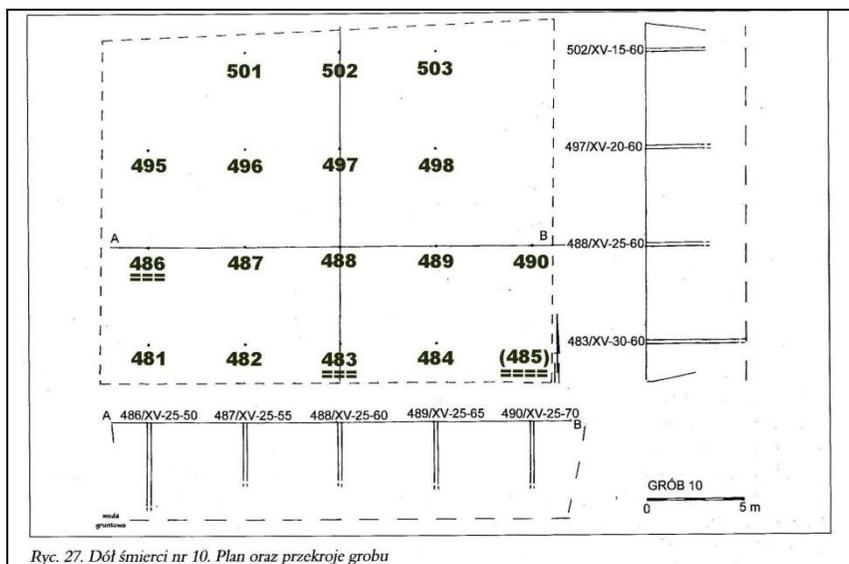 501 502 503
502/XV-15-60
495 496 497 498
497/XV-20-60
A B
488/XV-25-60
486 487 488 489 490
481 482 483 484 (485)
483/XV-30-60
A 486/XV-25-50 487/XV-25-55 488/XV-25-60 489/XV-25-65 490/XV-25-70 B
woda
gruntowa
GRÓB 10
0 5 m
Ryc. 27. Dół śmierci nr 10. Plan oraz przekroje grobu